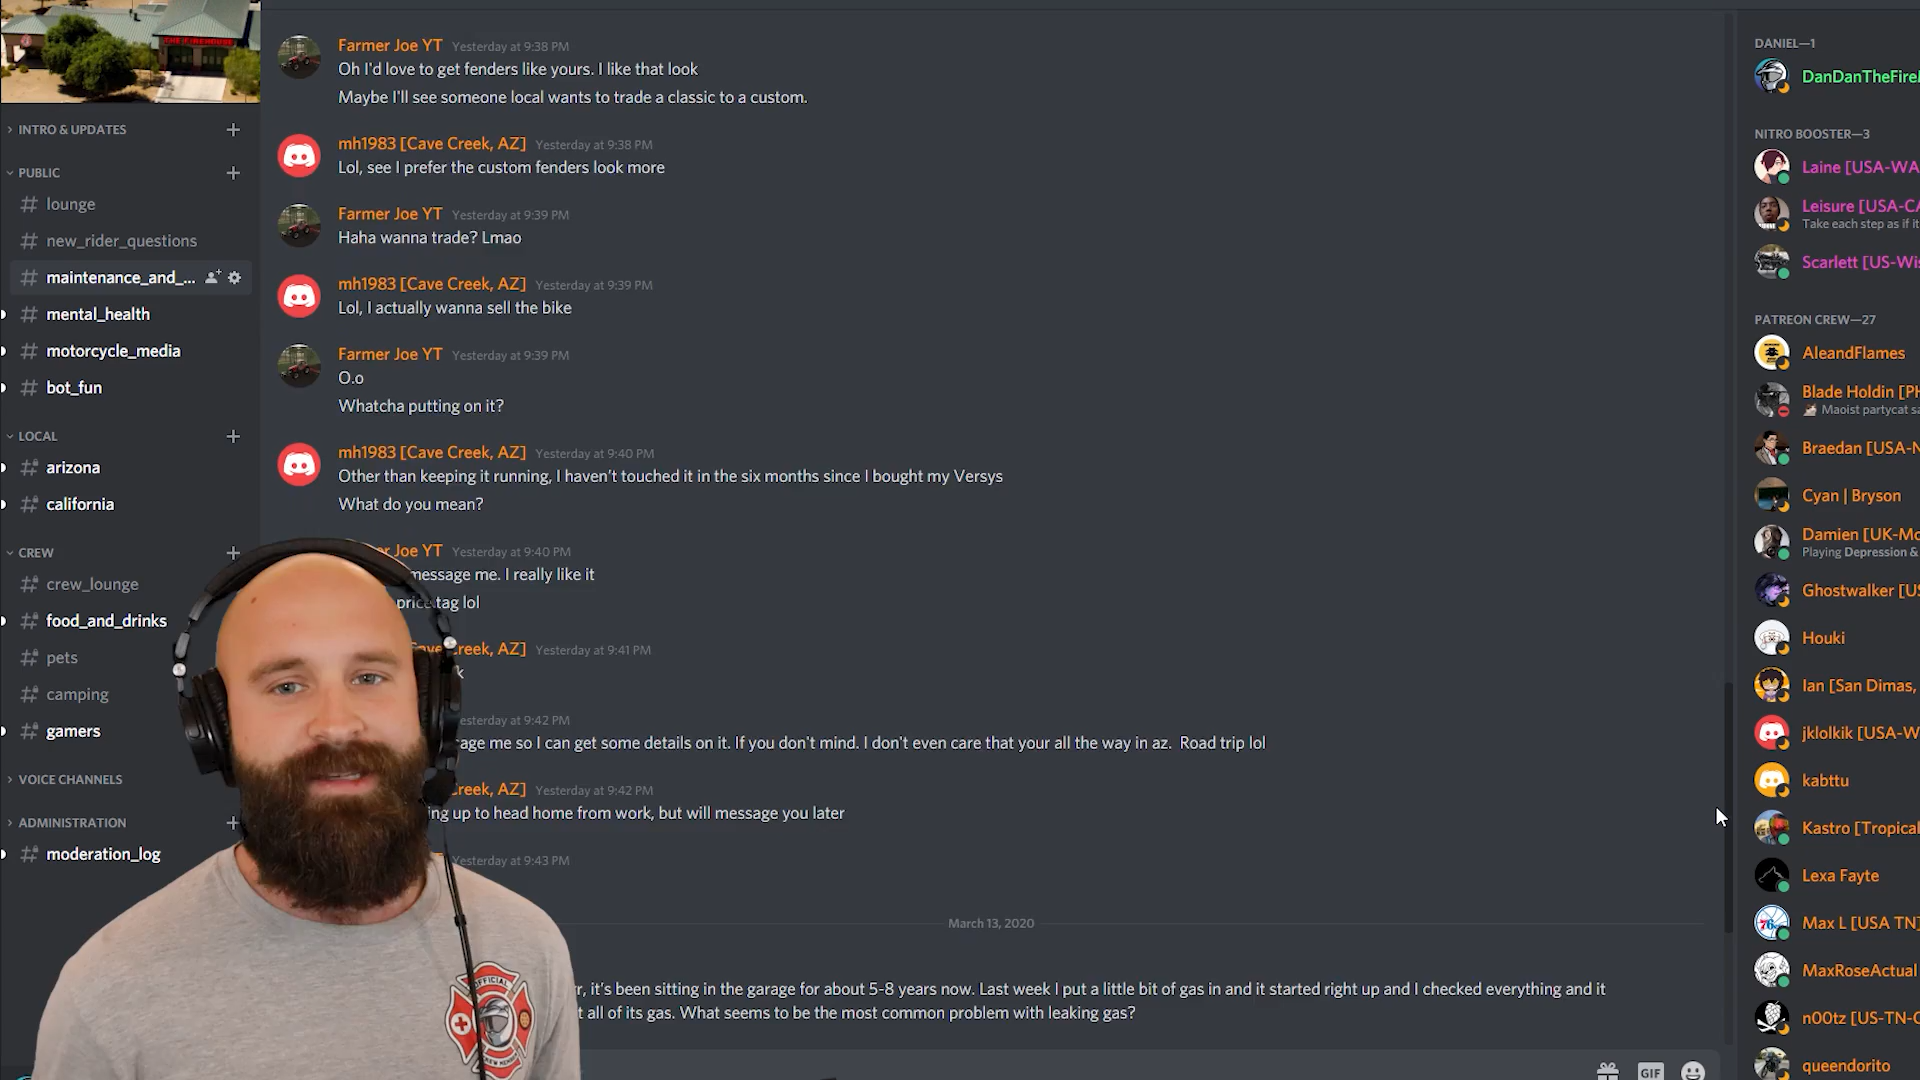 THE FIREHOUSE
INTRO & UPDATES
PUBLIC
lounge
new_rider_questions
maintenance_and_...
mental_health
motorcycle_media
bot_fun
LOCAL
arizona
california
CREW
crew_lounge
food_and_drinks
pets
camping
gamers
VOICE CHANNELS
ADMINISTRATION
moderation_log
Farmer Joe YT Yesterday at 9:38 PM
Oh I'd love to get fenders like yours. I like that look
Maybe I'll see someone local wants to trade a classic to a custom.
mh1983 [Cave Creek, AZ] Yesterday at 9:38 PM
Lol, see I prefer the custom fenders look more
Farmer Joe YT Yesterday at 9:39 PM
Haha wanna trade? Lmao
mh1983 [Cave Creek, AZ] Yesterday at 9:39 PM
Lol, I actually wanna sell the bike
Farmer Joe YT Yesterday at 9:39 PM
O.o
Whatcha putting on it?
mh1983 [Cave Creek, AZ] Yesterday at 9:40 PM
Other than keeping it running, I haven't touched it in the six months since I bought my Versys
What do you mean?
Joe YT Yesterday at 9:40 PM
message me. I really like it
price tag lol
Creek, AZ] Yesterday at 9:41 PM
Yesterday at 9:42 PM
me so I can get some details on it. If you don't mind. I don't even care that your all the way in az. Road trip lol
Creek, AZ] Yesterday at 9:42 PM
up to head home from work, but will message you later
Yesterday at 9:43 PM
March 13, 2020
it's been sitting in the garage for about 5-8 years now. Last week I put a little bit of gas in and it started right up and I checked everything and it
all of its gas. What seems to be the most common problem with leaking gas?
OFFICIAL
CREW MEMBER
GIF
DANIEL—1
DanDanTheFire
NITRO BOOSTER—3
Laine [USA-WA
Leisure [USA-CA
Take each step as if it
Scarlett [US-Wis
PATREON CREW—27
AleandFlames
Blade Holdin [PH
Maoist partycat sa
Braedan [USA-N
Cyan | Bryson
Damien [UK-Mo
Playing Depression &
Ghostwalker [US
Houki
Ian [San Dimas,
jklolkik [USA-W
kabttu
Kastro [Tropical
Lexa Fayte
76
Max L [USA TN]
MaxRoseActual
n00tz [US-TN-C
queendorito